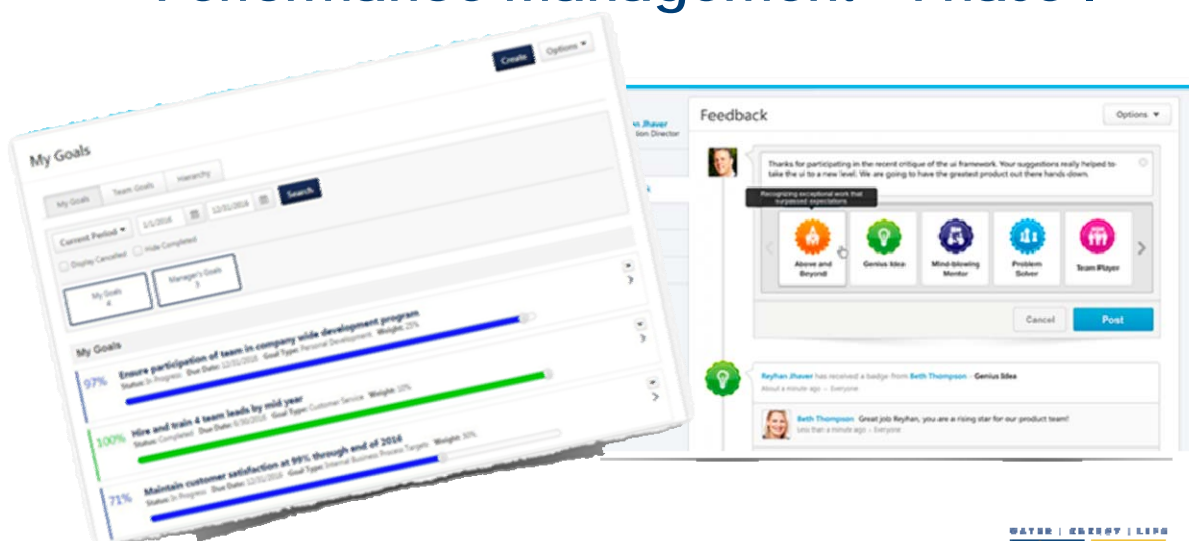 Performance Management – Phase I
Create
Options
My Goals
My Goals
Team Goals
Hierarchy
Current Period
1/1/2016
12/31/2016
Search
Display Cancelled
Hide Completed
My Goals
4
Manager's Goals
3
My Goals
97%
Ensure participation of team in company wide development program
Status: In Progress Due Date: 12/31/2016 Goal Type: Personal Development Weight: 25%
100%
Hire and train 4 team leads by mid year
Status: Completed Due Date: 6/30/2016 Goal Type: Customer Service Weight: 10%
71%
Maintain customer satisfaction at 99% through end of 2016
Status: In Progress Due Date: 12/31/2016 Goal Type: Internal Business Process Targets Weight: 30%
an Jhaver
tion Director
Feedback
Options
Thanks for participating in the recent critique of the ui framework. Your suggestions really helped to
take the ui to a new level. We are going to have the greatest product out there hands down.
Recognizing exceptional work that
surpassed expectations
Above and
Beyond
Genius Idea
Mind-blowing
Mentor
Problem
Solver
Team Player
Cancel
Post
Reyhan Jhaver has received a badge from Beth Thompson - Genius Idea
About a minute ago - Everyone
Beth Thompson Great job Reyhan, you are a rising star for our product team!
Less than a minute ago - Everyone
WATER | ENERGY | LIFE